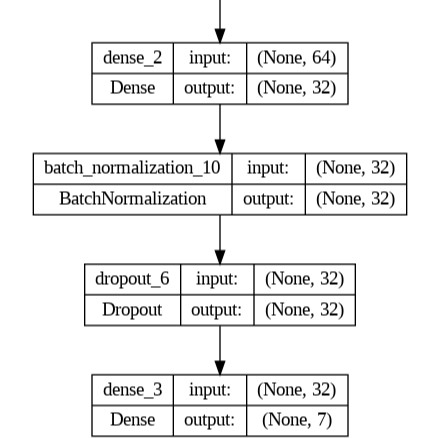 dense_2 input: (None, 64)
Dense output: (None, 32)
batch_normalization_10 input: (None, 32)
BatchNormalization output: (None, 32)
dropout_6 input: (None, 32)
Dropout output: (None, 32)
dense_3 input: (None, 32)
Dense output: (None, 7)